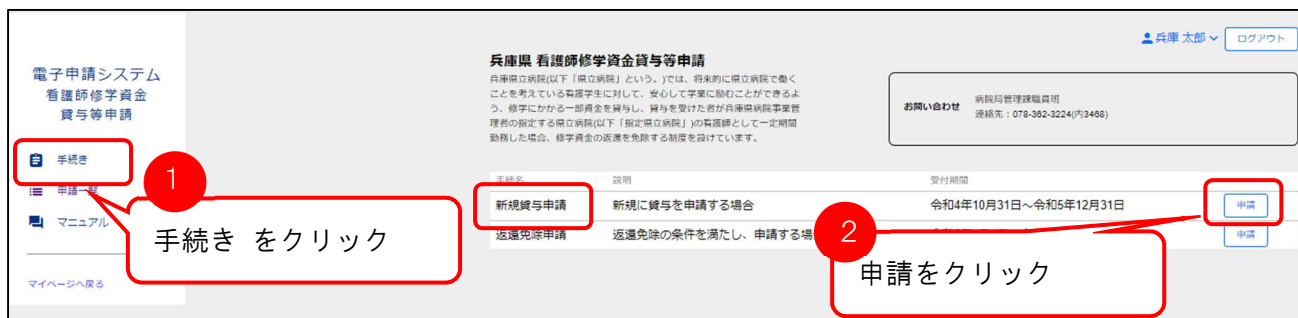 兵庫 太郎
ログアウト
電子申請システム
看護師修学資金
貸与等申請
手続き
申請一覧
マニュアル
マイページへ戻る
兵庫県 看護師修学資金貸与等申請
兵庫県立病院(以下「県立病院」という。)では、将来的に県立病院で働く
ことを考えている看護学生に対して、安心して学業に励むことができるよ
う、修学にかかる一部資金を貸与し、貸与を受けた者が兵庫県病院事業管
理者の指定する県立病院(以下「指定県立病院」)の看護師として一定期間
勤務した場合、修学資金の返還を免除する制度を設けています。
お問い合わせ
病院局管理課職員班
連絡先:078-362-3224(内3468)
手続名 説明 受付期間
新規貸与申請 新規に貸与を申請する場合 令和4年10月31日~令和5年12月31日 申請
返還免除申請 返還免除の条件を満たし、申請する場 申請
1
手続き をクリック
2
申請をクリック